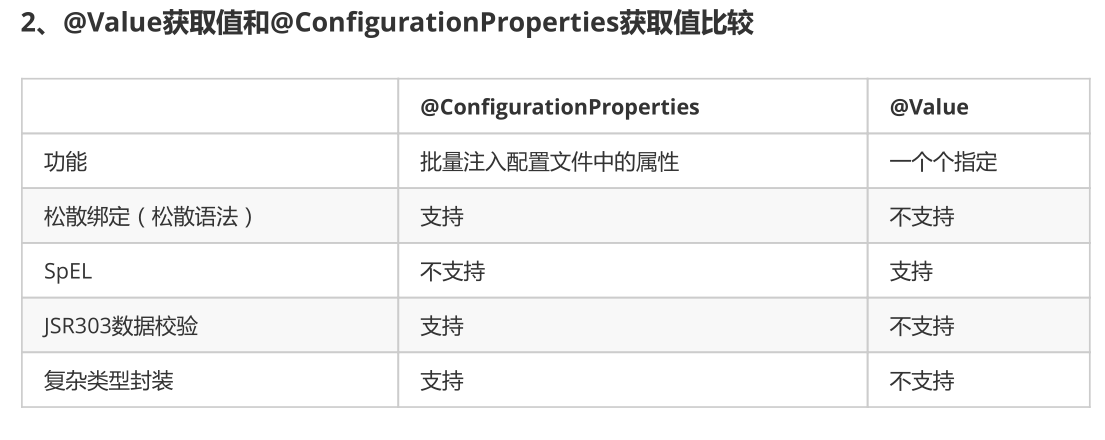 2、@Value获取值和@ConfigurationProperties获取值比较
@ConfigurationProperties @Value
功能 批量注入配置文件中的属性 一个个指定
松散绑定（松散语法） 支持 不支持
SpEL 不支持 支持
JSR303数据校验 支持 不支持
复杂类型封装 支持 不支持